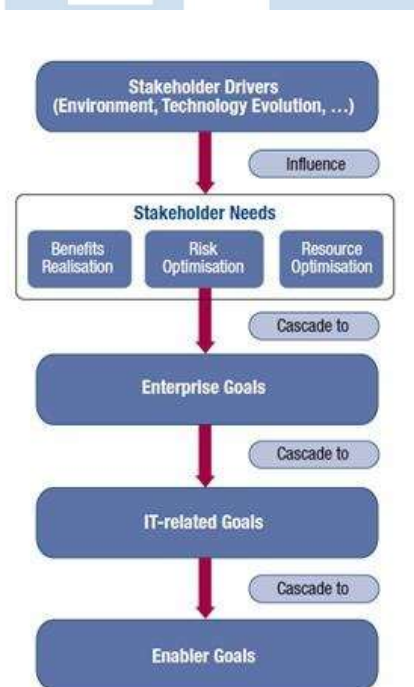 Stakeholder Drivers
(Environment, Technology Evolution, …)
Influence
Stakeholder Needs
Benefits
Realisation
Risk
Optimisation
Resource
Optimisation
Cascade to
Enterprise Goals
Cascade to
IT-related Goals
Cascade to
Enabler Goals